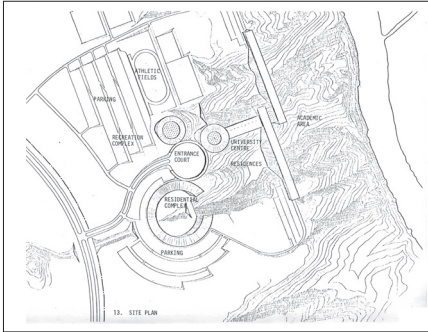 ATHLETIC
FIELDS
PARKING
RECREATION
COMPLEX
ACADEMIC
AREA
UNIVERSITY
CENTRE
ENTRANCE
COURT
RESIDENCES
RESIDENTIAL
COMPLEX
PARKING
13. SITE PLAN